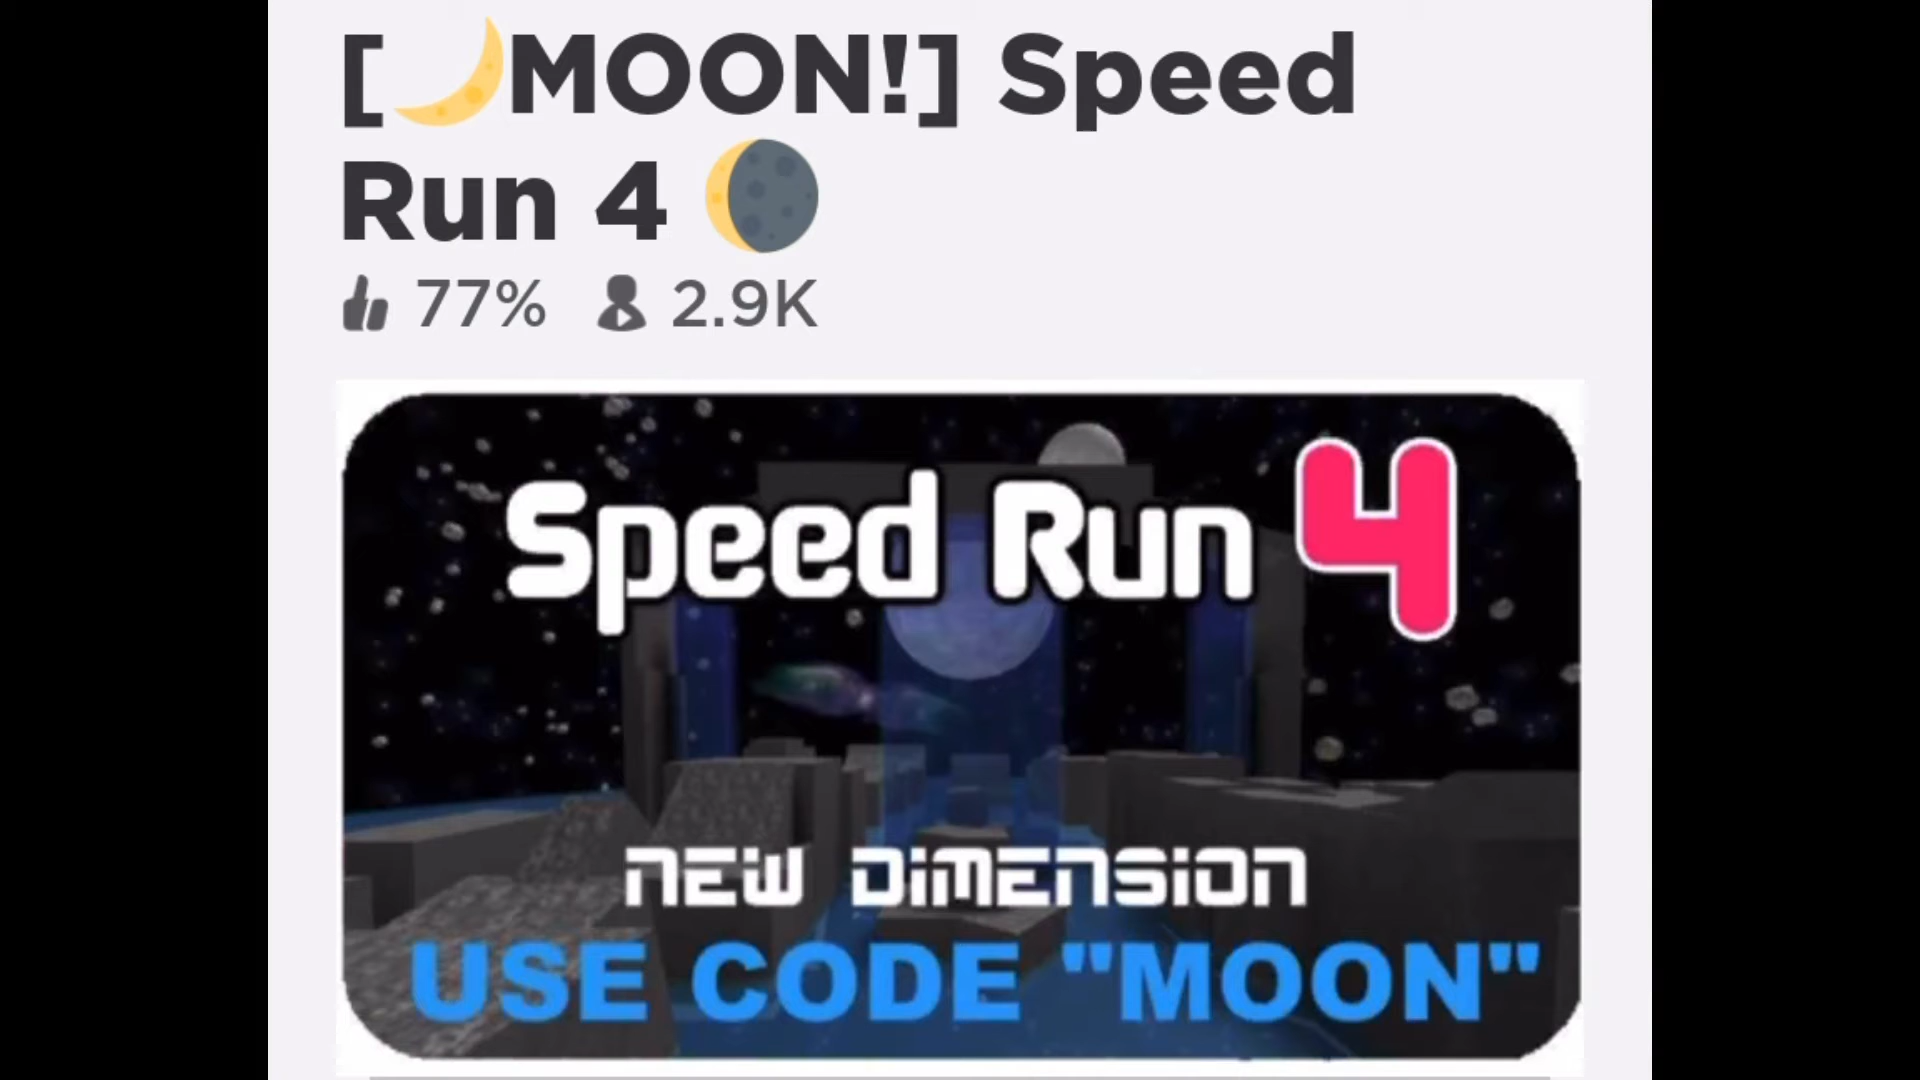 [🌙MOON!] Speed
Run 4 🌘
77% 2.9K
Speed Run 4
NEW DIMENSION
USE CODE "MOON"